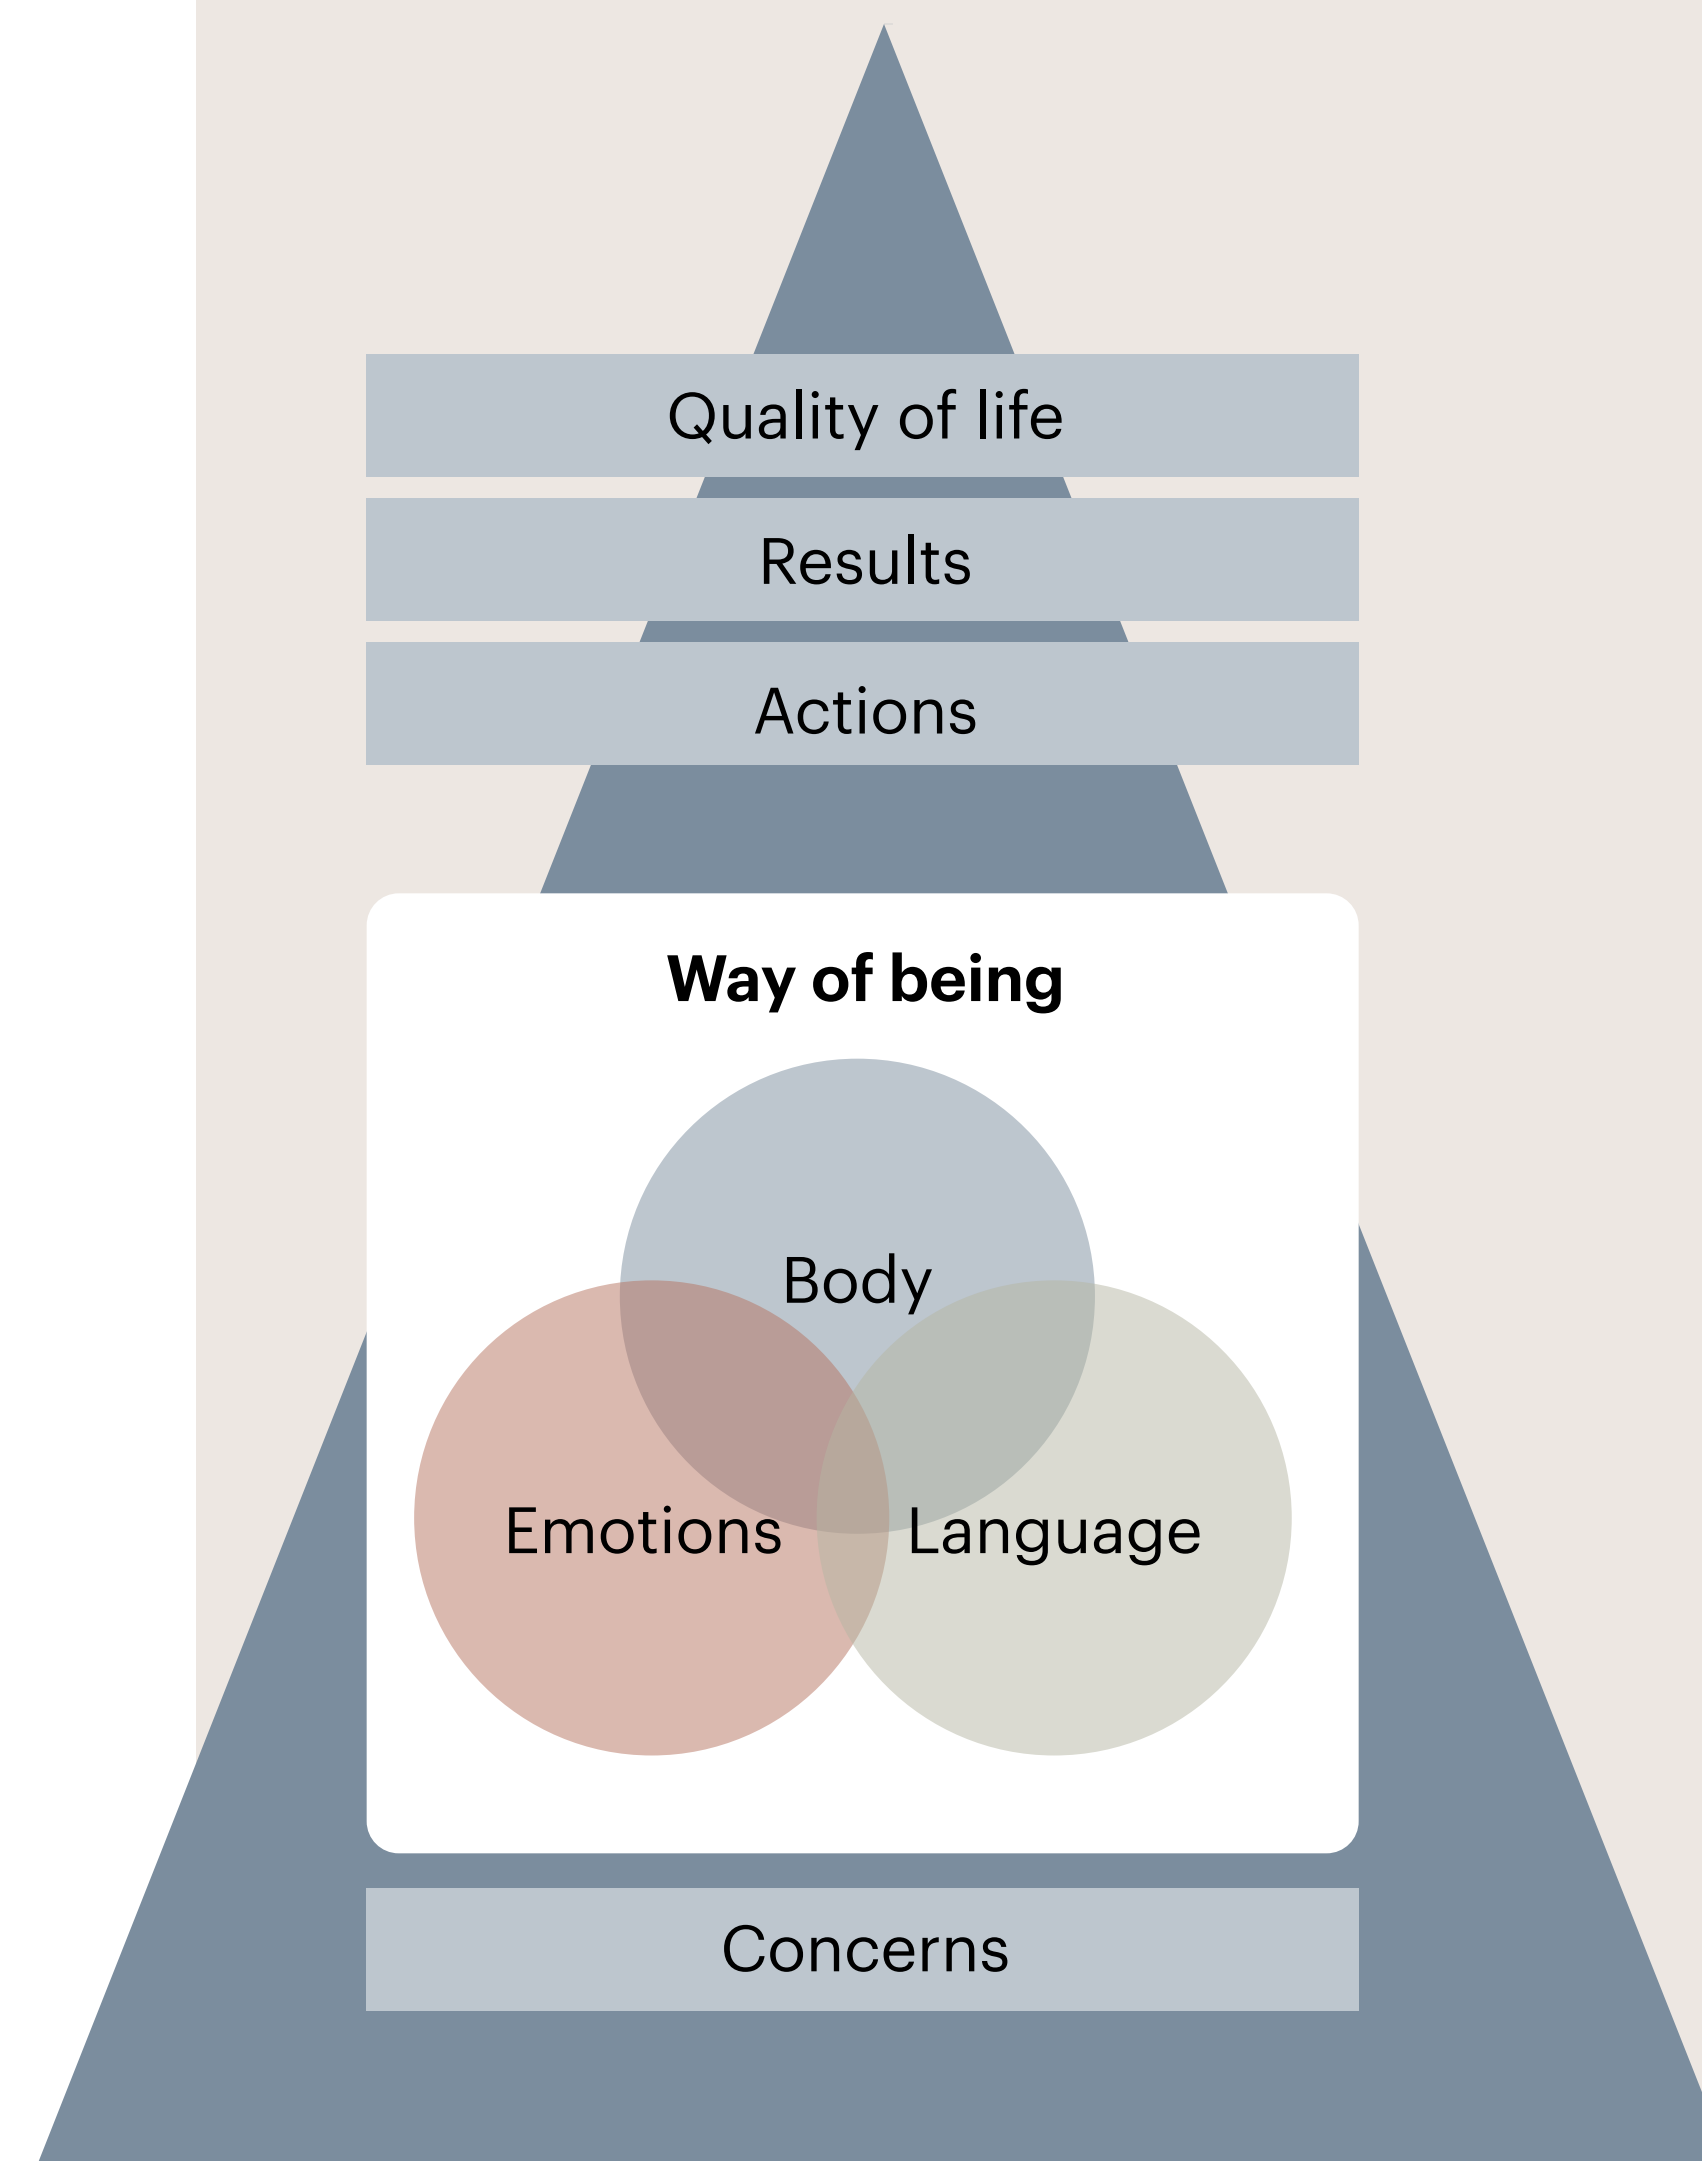 Quality of life
Results
Actions
Way of being
Body
Emotions
Language
Concerns